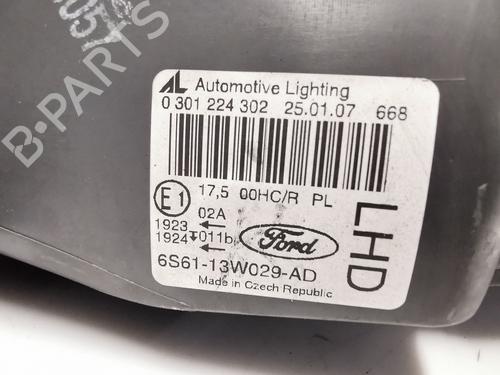 B-PARTS
AL Automotive Lighting
0 301 224 302 25.01.07 668
E1 17,5 00HC/R PL
02A
1923
1924 011b
Ford
6S61-13W029-AD
Made in Czech Republic
LHD